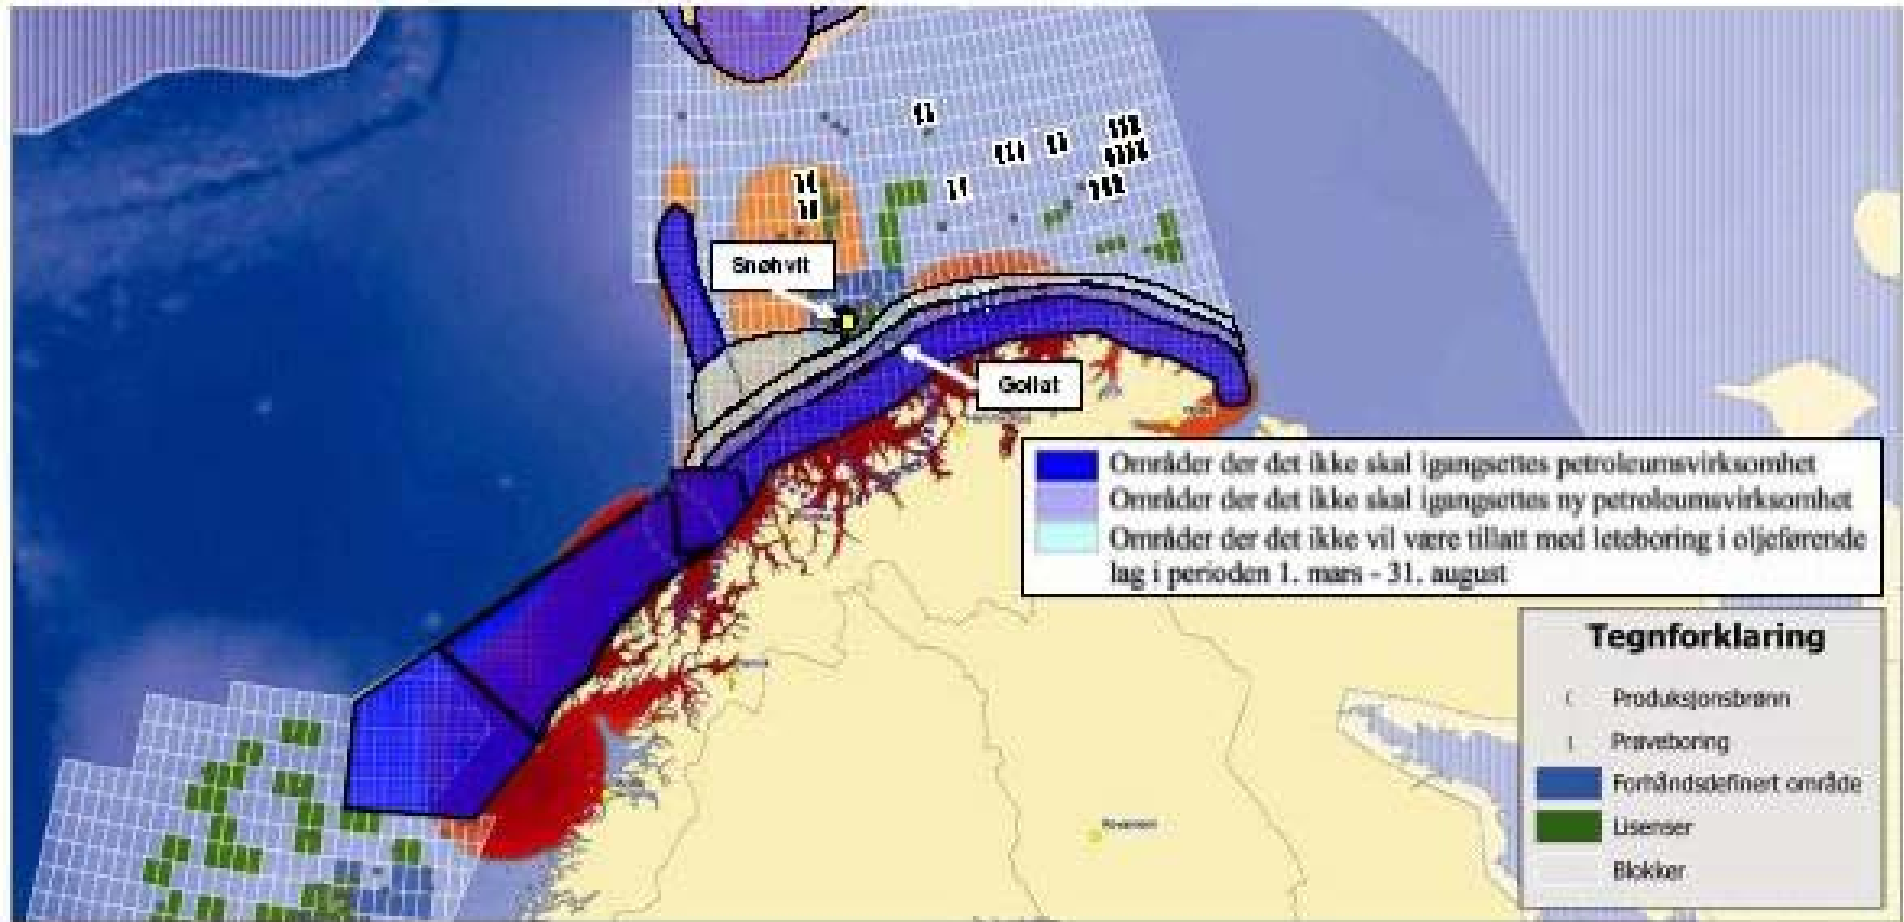 Snøhvit
Goliat
Områder der det ikke skal igangsettes petroleumsvirksomhet
Områder der det ikke skal igangsettes ny petroleumsvirksomhet
Områder der det ikke vil være tillatt med leteboring i oljeførende
lag i perioden 1. mars - 31. august
Tegnforklaring
Produksjonsbrønn
Prøveboring
Forhåndsdefinert område
Lisenser
Blokker